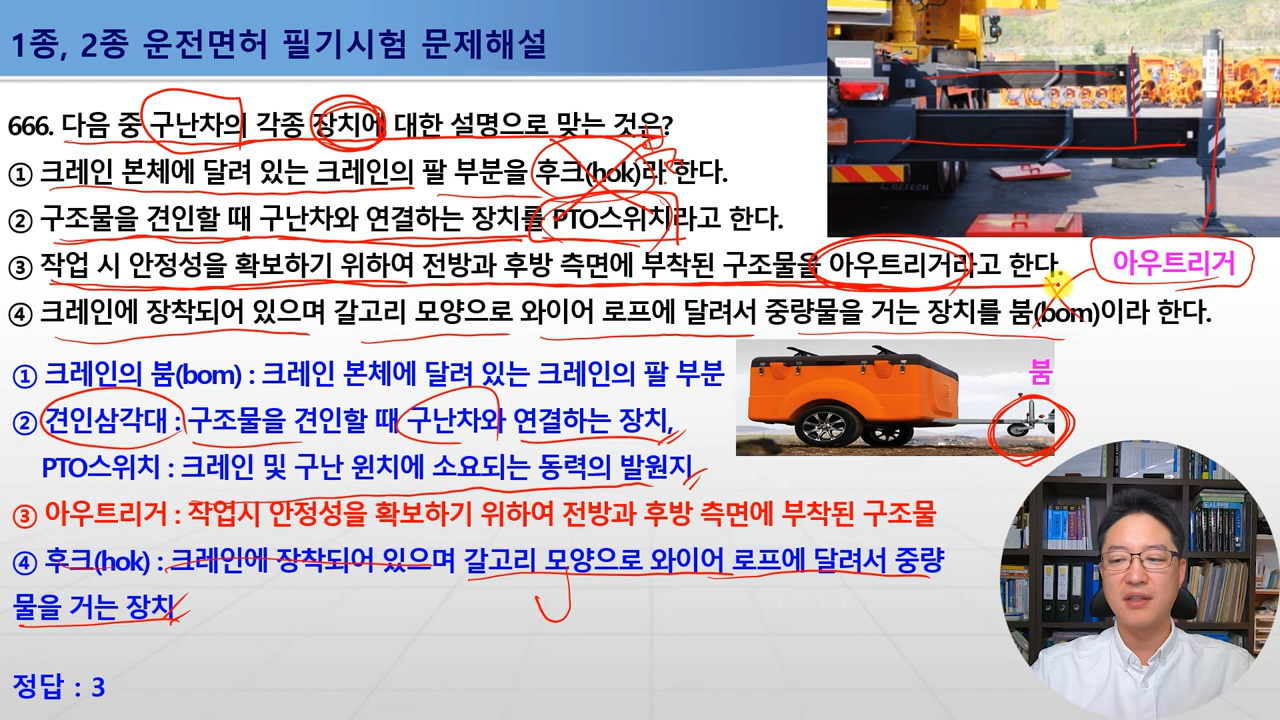 1종, 2종 운전면허 필기시험 문제해설
666. 다음 중 구난차의 각종 장치에 대한 설명으로 맞는 것은?
① 크레인 본체에 달려 있는 크레인의 팔 부분을 후크(hok)라 한다.
② 구조물을 견인할 때 구난차와 연결하는 장치를 PTO스위치라고 한다.
③ 작업 시 안정성을 확보하기 위하여 전방과 후방 측면에 부착된 구조물을 아우트리거라고 한다.
아우트리거
④ 크레인에 장착되어 있으며 갈고리 모양으로 와이어 로프에 달려서 중량물을 거는 장치를 붐(bom)이라 한다.
① 크레인의 붐(bom) : 크레인 본체에 달려 있는 크레인의 팔 부분
붐
② 견인삼각대 : 구조물을 견인할 때 구난차와 연결하는 장치,
PTO스위치 : 크레인 및 구난 윈치에 소요되는 동력의 발원지
③ 아우트리거 : 작업시 안정성을 확보하기 위하여 전방과 후방 측면에 부착된 구조물
④ 후크(hok) : 크레인에 장착되어 있으며 갈고리 모양으로 와이어 로프에 달려서 중량
물을 거는 장치
정답 : 3